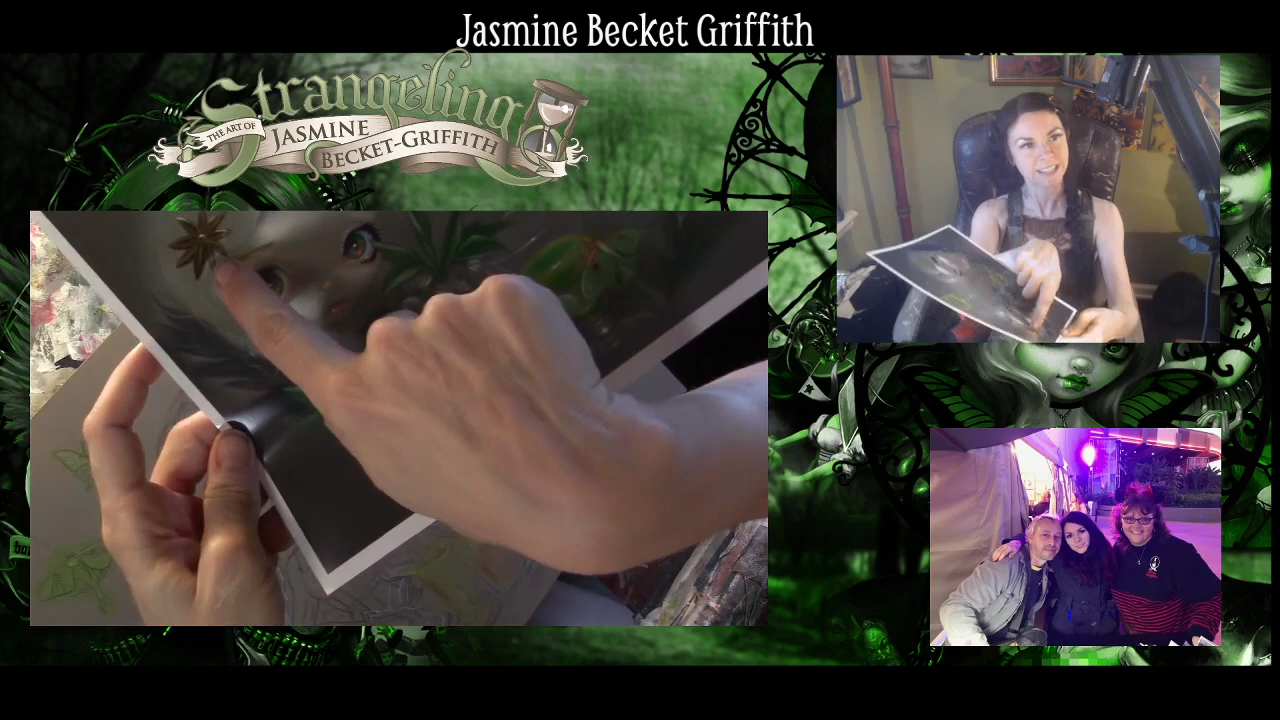 Jasmine Becket Griffith
Strangeling
THE ART OF
JASMINE
BECKET-GRIFFITH